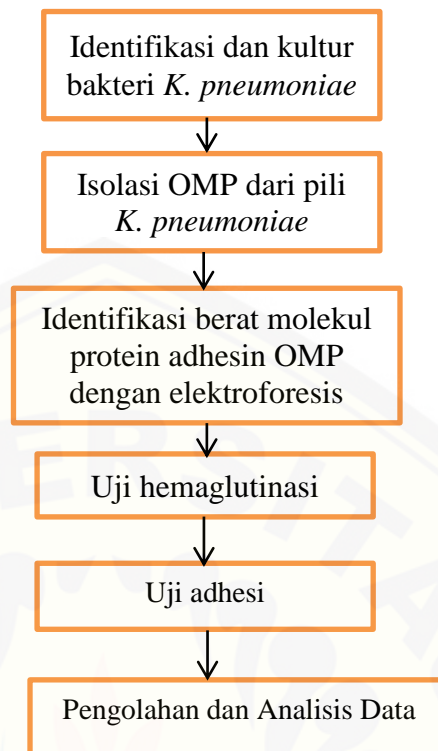 Identifikasi dan kultur
bakteri K. pneumoniae
Isolasi OMP dari pili
K. pneumoniae
Identifikasi berat molekul
protein adhesin OMP
dengan elektroforesis
Uji hemaglutinasi
Uji adhesi
Pengolahan dan Analisis Data